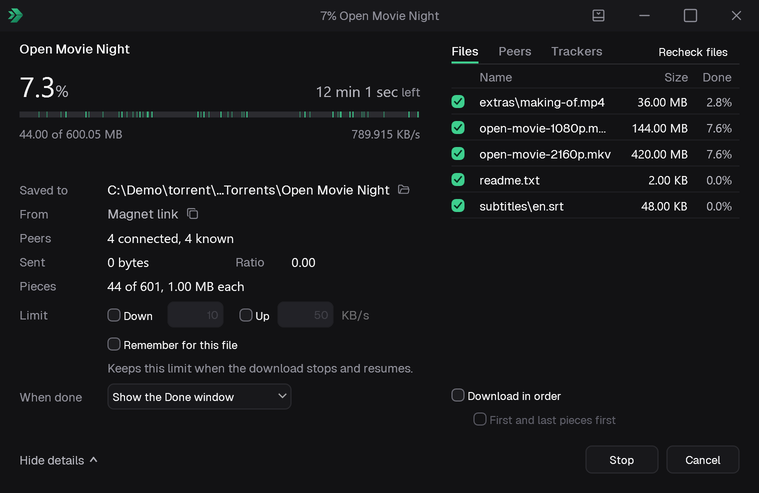 7% Open Movie Night
Open Movie Night
7.3%
12 min 1 sec left
44.00 of 600.05 MB
789.915 KB/s
Saved to C:\Demo\torrent\...Torrents\Open Movie Night
From Magnet link
Peers 4 connected, 4 known
Sent 0 bytes Ratio 0.00
Pieces 44 of 601, 1.00 MB each
Limit Down 10 Up 50 KB/s
Remember for this file
Keeps this limit when the download stops and resumes.
When done Show the Done window
Hide details
Files Peers Trackers Recheck files
Name Size Done
extras\making-of.mp4 36.00 MB 2.8%
open-movie-1080p.m... 144.00 MB 7.6%
open-movie-2160p.mkv 420.00 MB 7.6%
readme.txt 2.00 KB 0.0%
subtitles\en.srt 48.00 KB 0.0%
Download in order
First and last pieces first
Stop Cancel